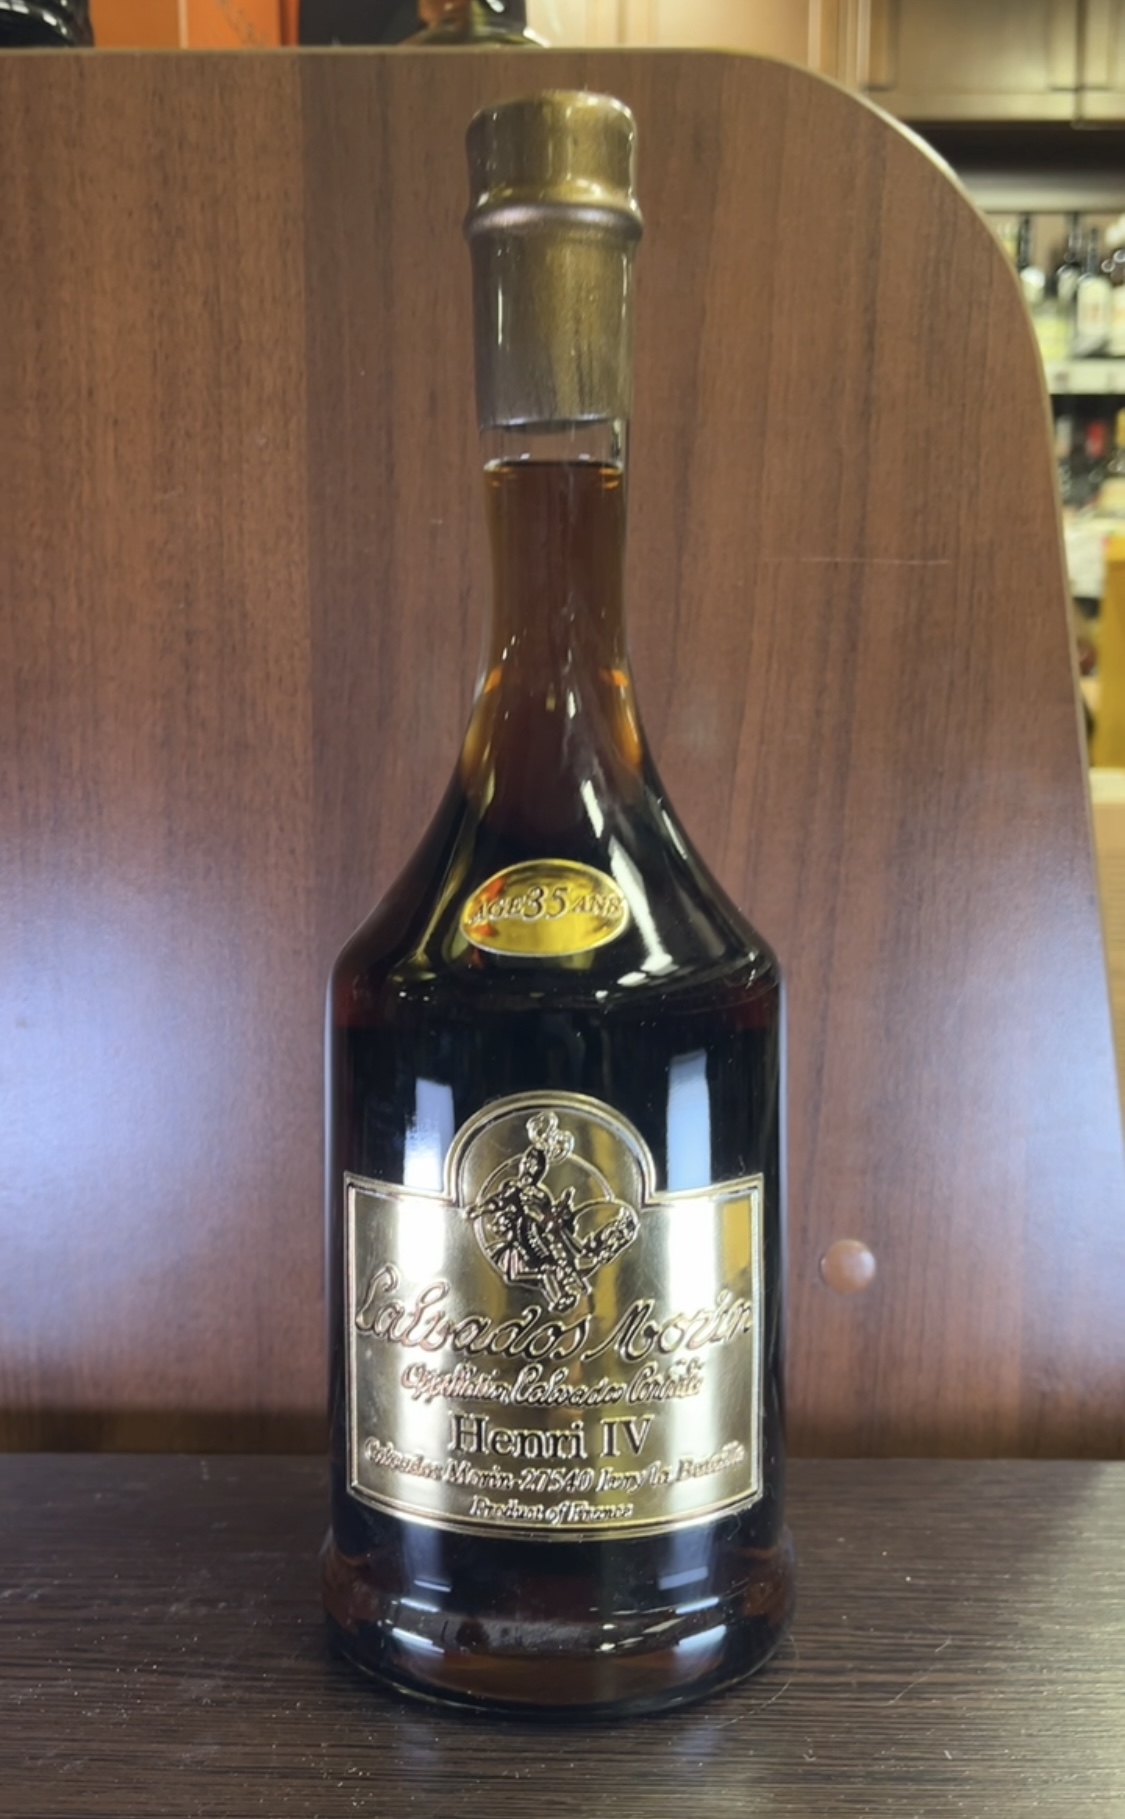 AGE 35 ANS
Calvados Morin
Appellation Calvados Contrôlée
Henri IV
Calvados Morin-27540 Ivry la Bataille
Product of France